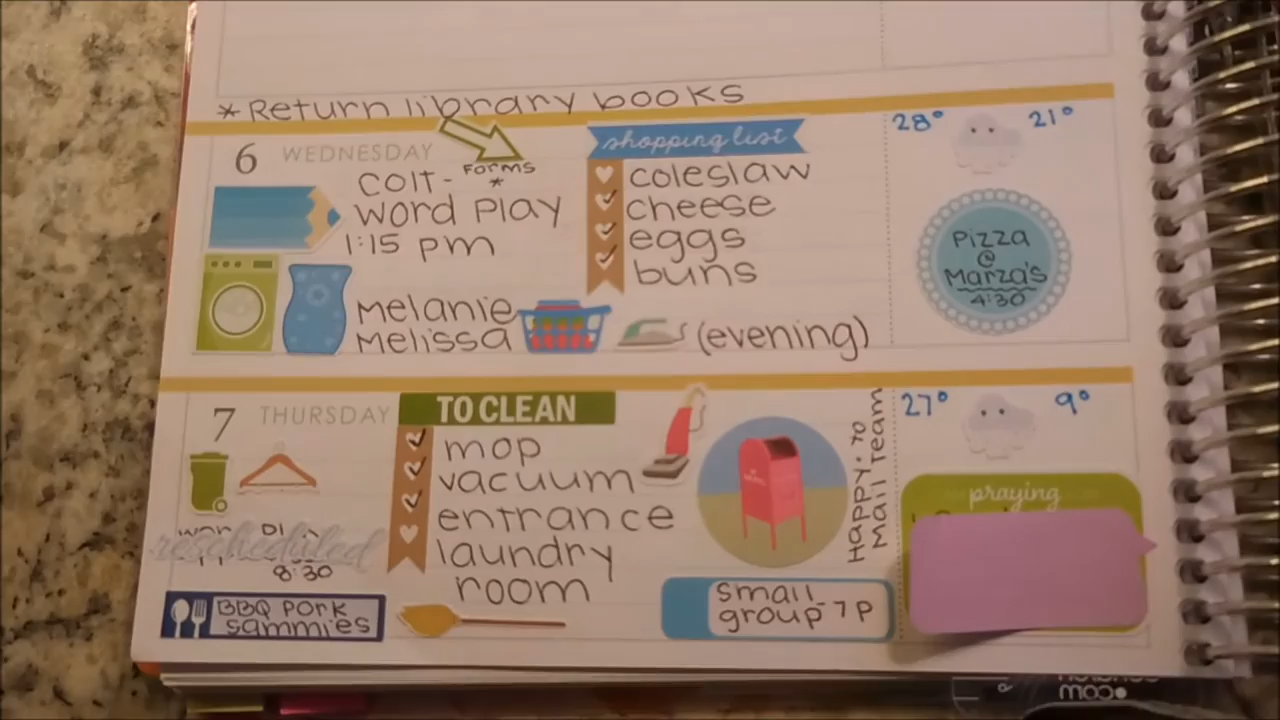 *Return library books
6 WEDNESDAY
FORMS
*
COlt-
WORD PlAY
1:15 pm
MElanie
MElissa
(evening)
shopping list
COLESlAW
CHEESE
eggs
buns
28° 21°
Pizza
@
Marza's
4:30
7 THURSDAY
rescheduled
8:30
BBQ PORK
SAMMIES
TO CLEAN
mop
vacuum
entrance
laundry
room
HAPPY·TO
Mail Team
small
group-7P
27° 9°
praying